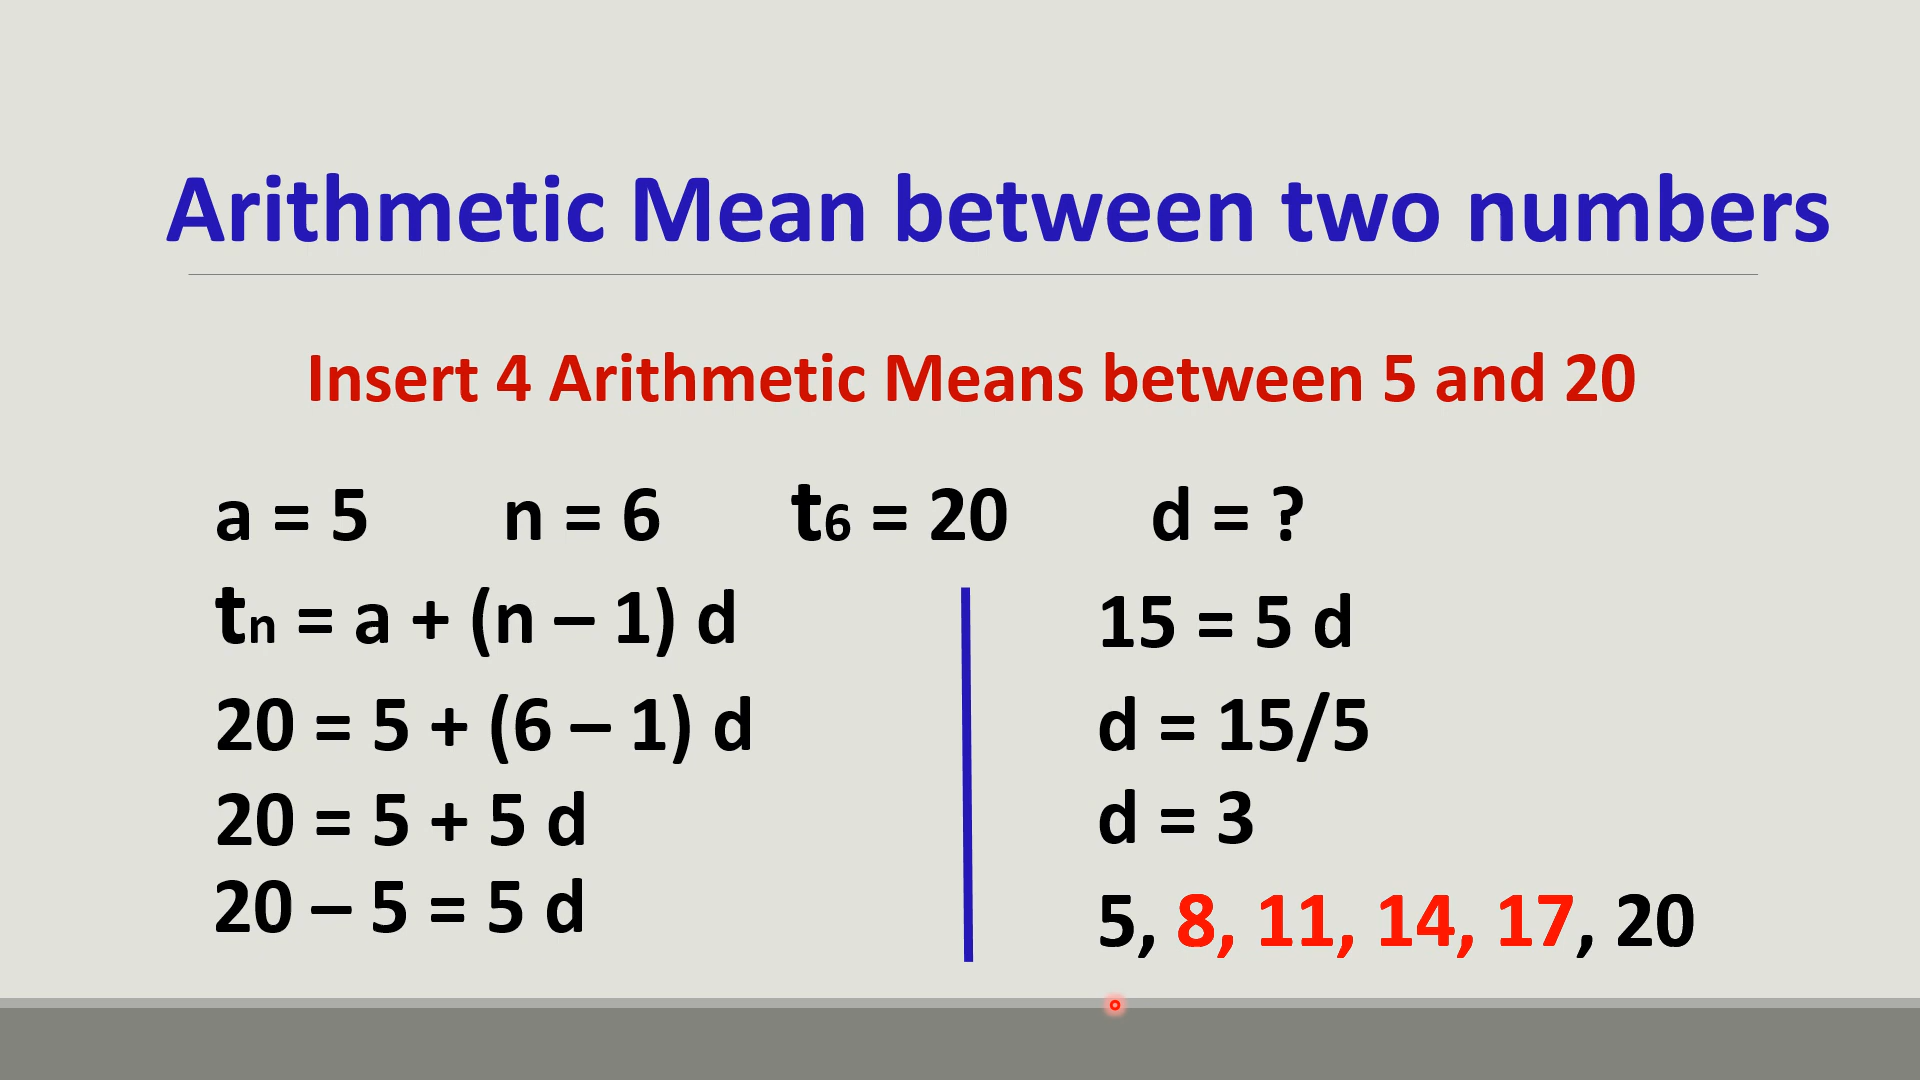 Arithmetic Mean between two numbers
Insert 4 Arithmetic Means between 5 and 20
a = 5 n = 6 t6 = 20 d = ?
tn = a + (n – 1) d
20 = 5 + (6 – 1) d
20 = 5 + 5 d
20 – 5 = 5 d
15 = 5 d
d = 15/5
d = 3
5, 8, 11, 14, 17, 20